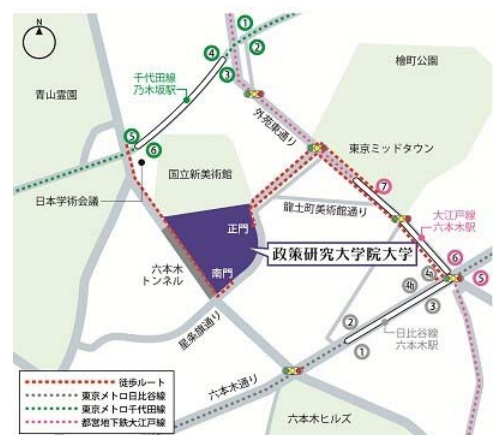 N
①
④
②
③
千代田線
乃木坂駅
檜町公園
青山霊園
外苑東通り
⑤
⑥
東京ミッドタウン
国立新美術館
日本学術会議
⑦
龍土町美術館通り
大江戸線
六本木駅
正門
政策研究大学院大学
六本木
トンネル
南門
⑥
4a
⑤
4b
③
星条旗通り
②
日比谷線
六本木駅
①
徒歩ルート
東京メトロ日比谷線
東京メトロ千代田線
都営地下鉄大江戸線
六本木通り
六本木ヒルズ